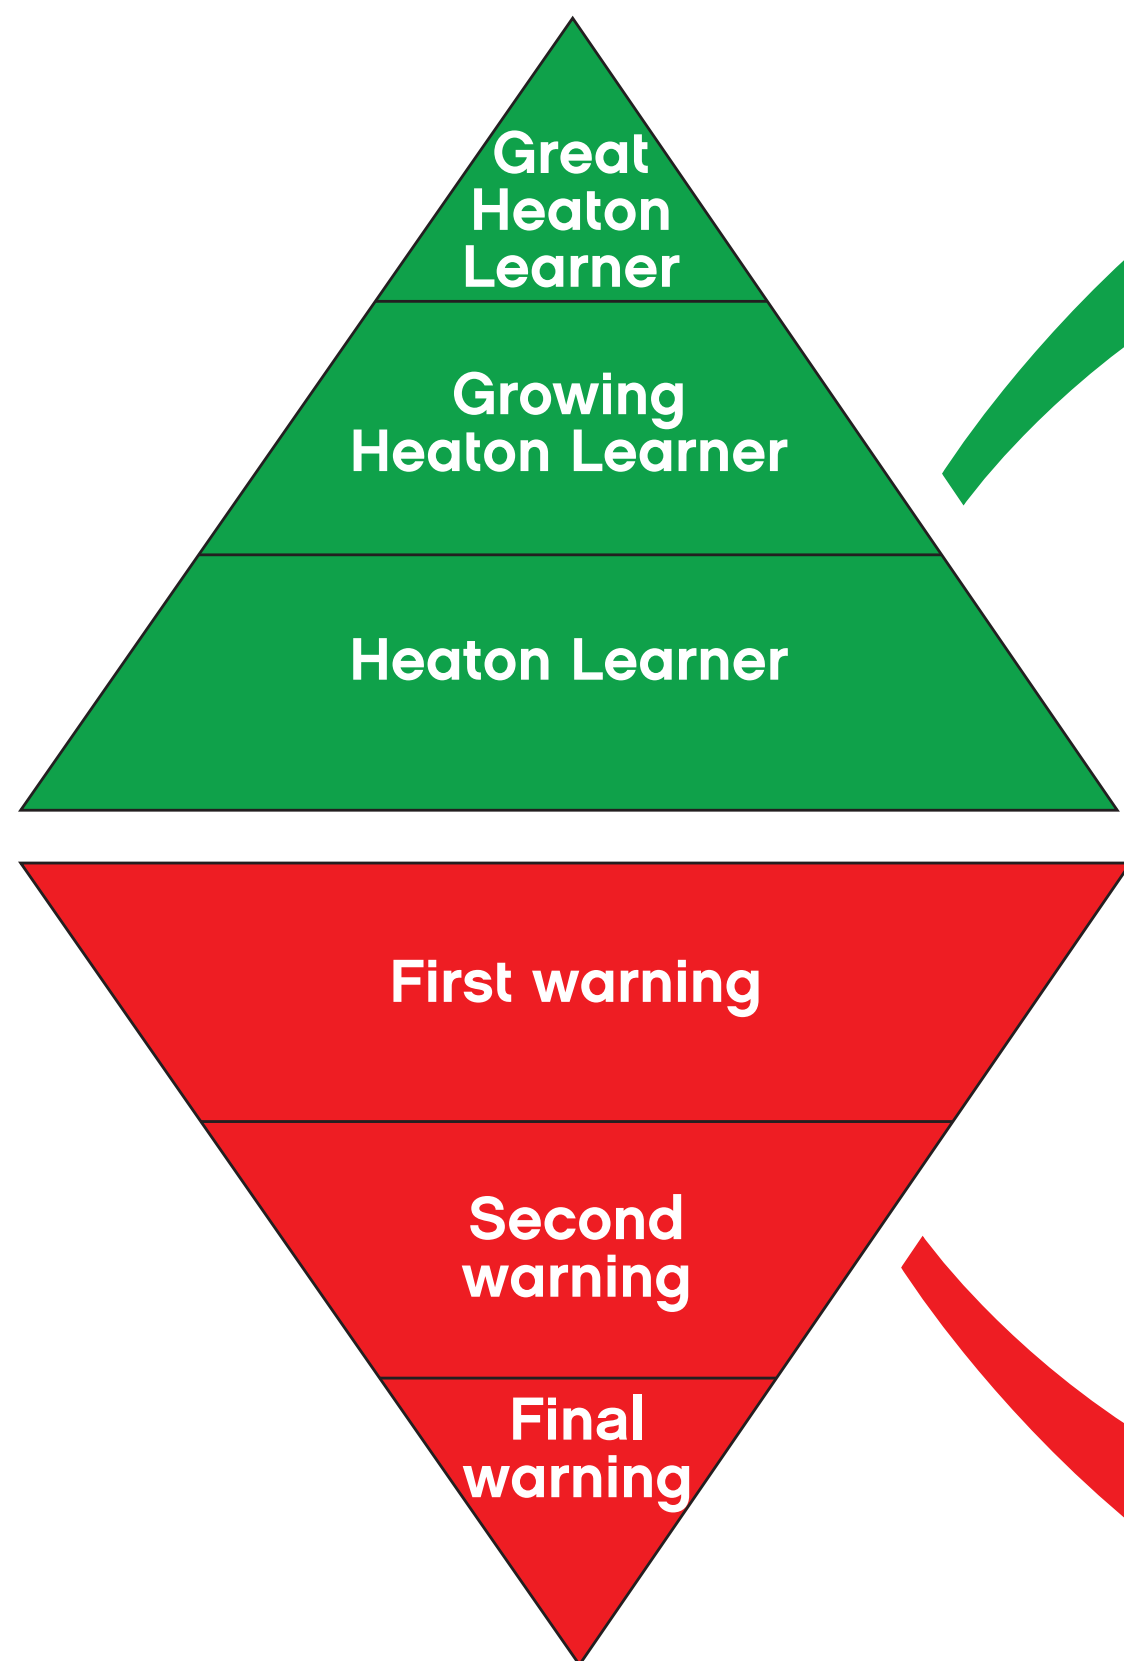 Great
Heaton
Learner
Growing
Heaton Learner
Heaton Learner
First warning
Second
warning
Final
warning